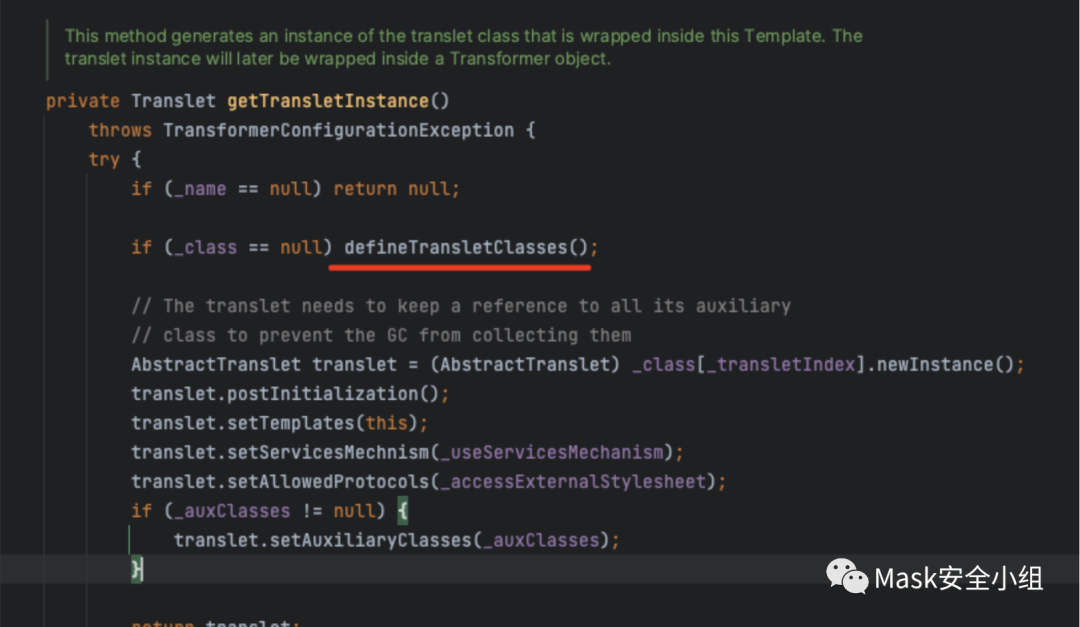 This method generates an instance of the translet class that is wrapped inside this Template. The
translet instance will later be wrapped inside a Transformer object.
private Translet getTransletInstance()
throws TransformerConfigurationException {
try {
if (_name == null) return null;
if (_class == null) defineTransletClasses();
// The translet needs to keep a reference to all its auxiliary
// class to prevent the GC from collecting them
AbstractTranslet translet = (AbstractTranslet) _class[_transletIndex].newInstance();
translet.postInitialization();
translet.setTemplates(this);
translet.setServicesMechnism(_useServicesMechanism);
translet.setAllowedProtocols(_accessExternalStylesheet);
if (_auxClasses != null) {
translet.setAuxiliaryClasses(_auxClasses);
}
Mask安全小组
return translet;